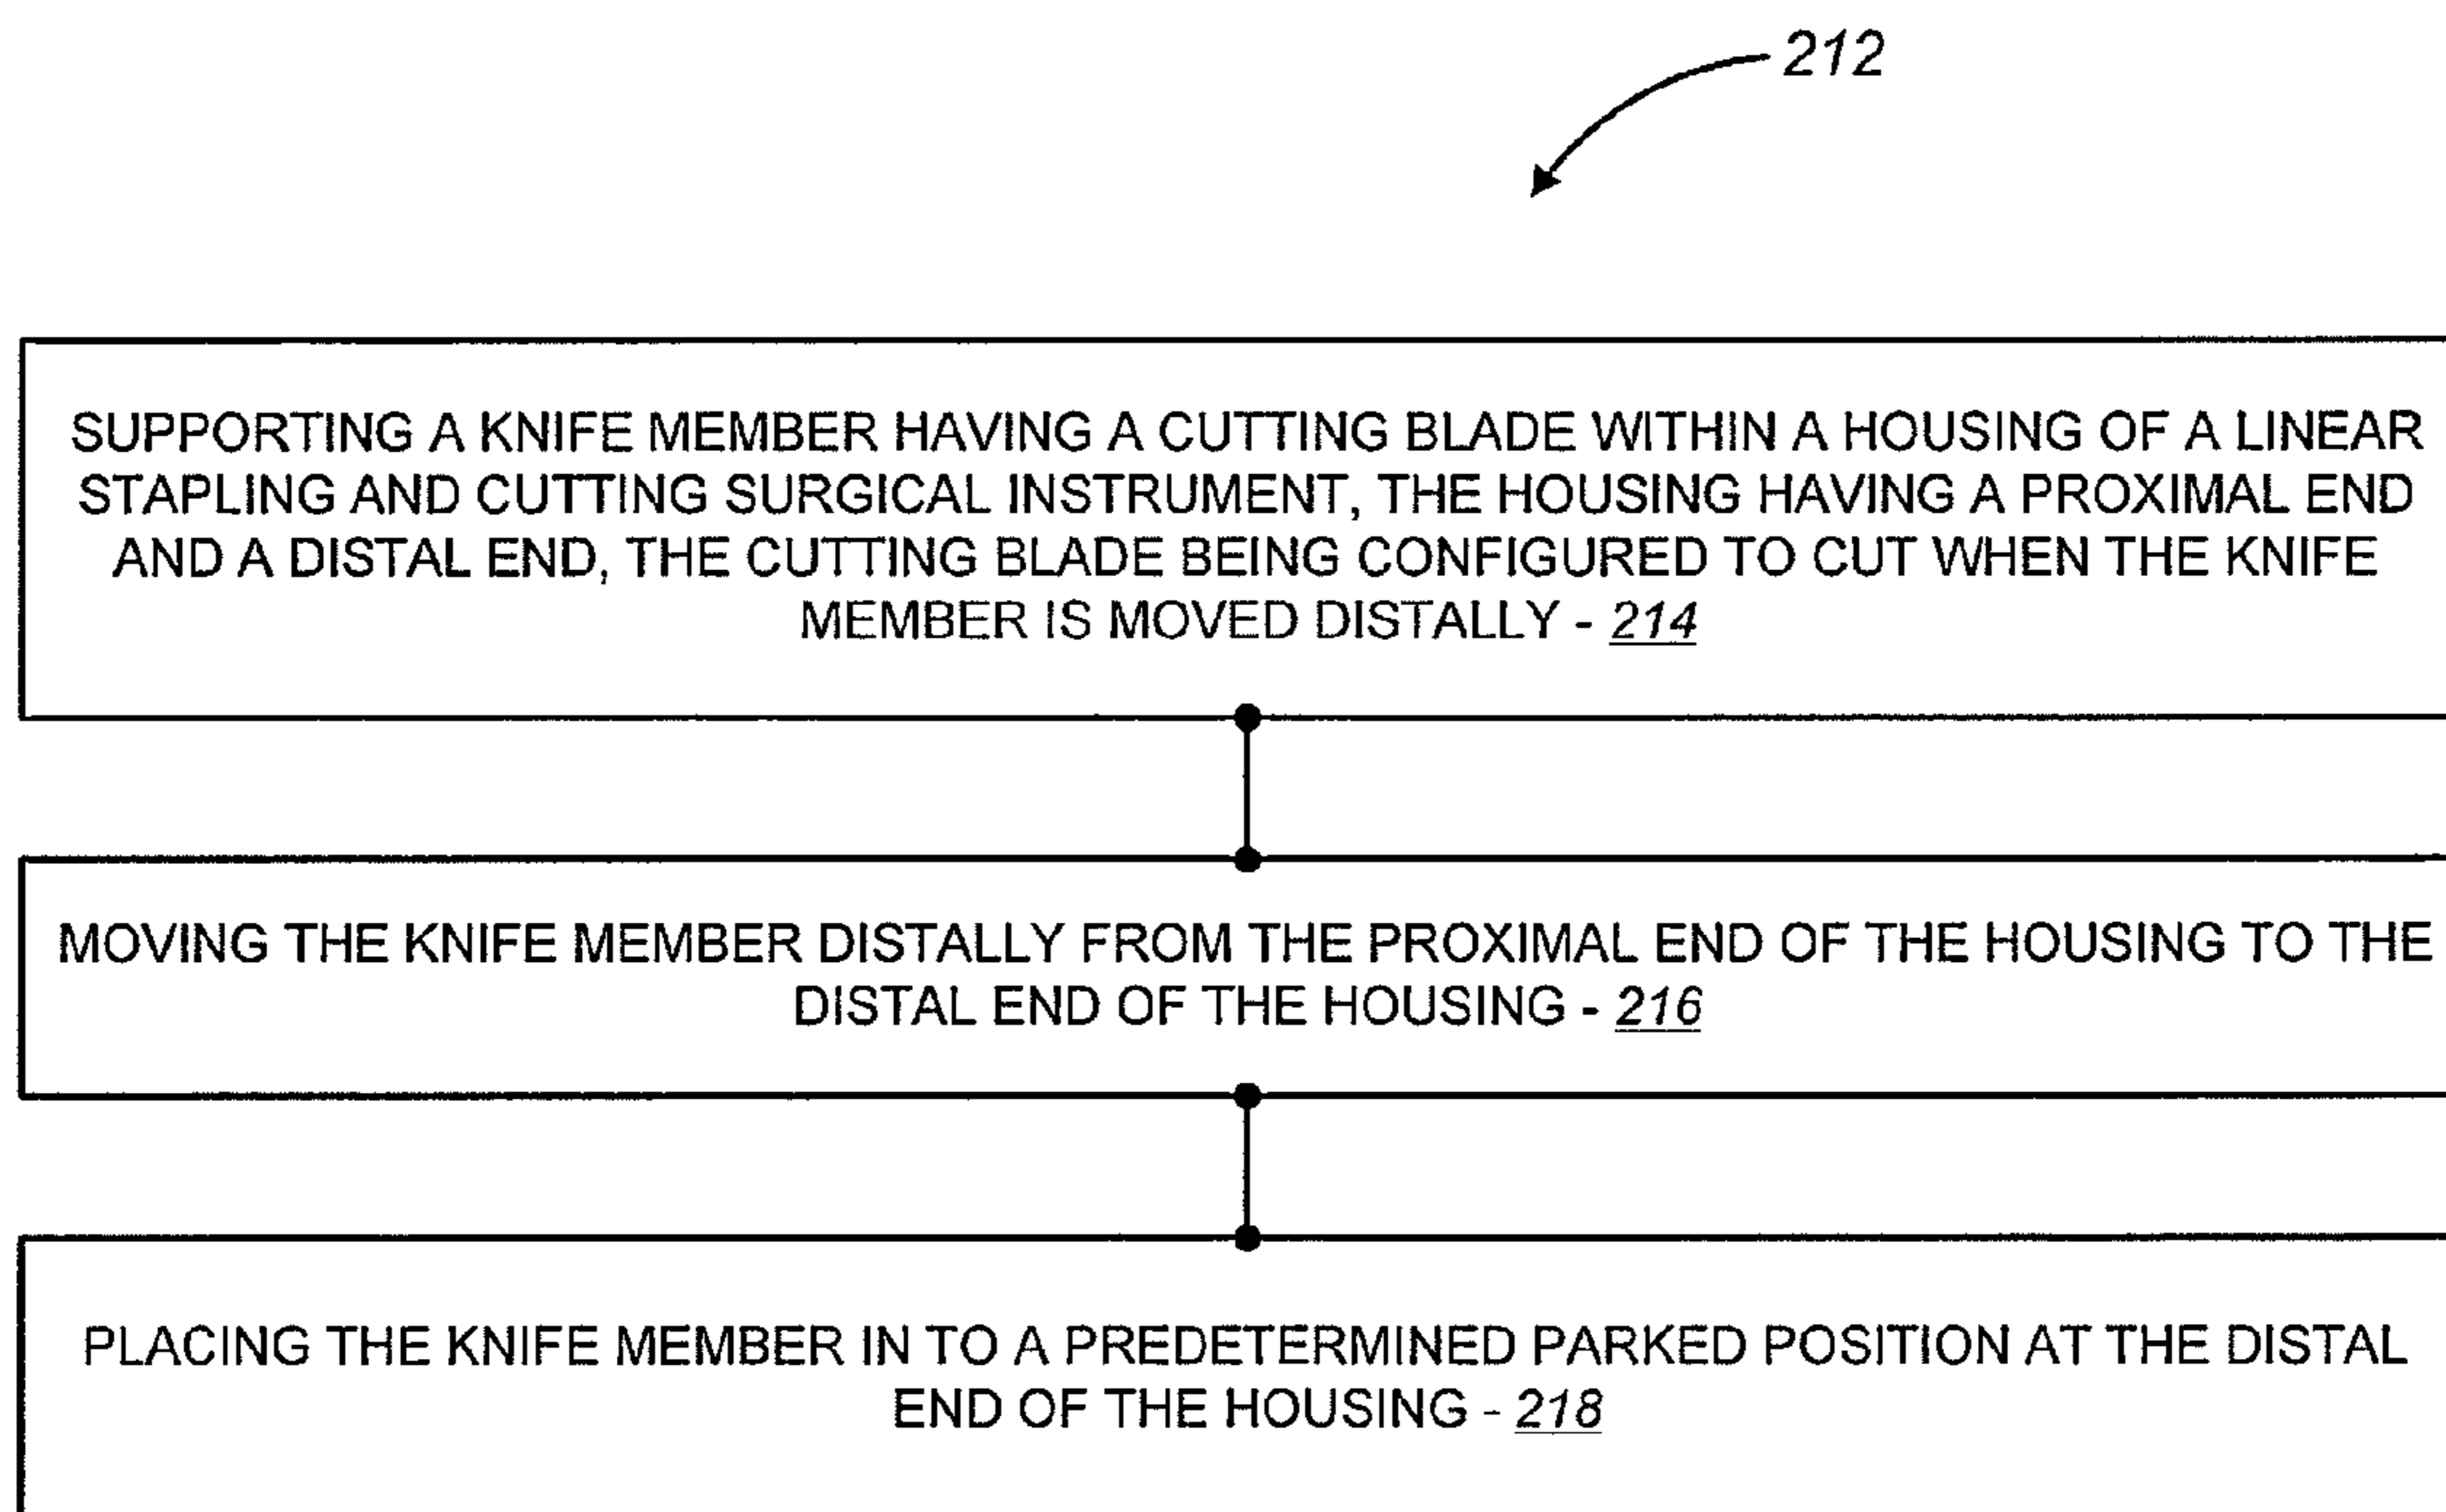 212
SUPPORTING A KNIFE MEMBER HAVING A CUTTING BLADE WITHIN A HOUSING OF A LINEAR
STAPLING AND CUTTING SURGICAL INSTRUMENT, THE HOUSING HAVING A PROXIMAL END
AND A DISTAL END, THE CUTTING BLADE BEING CONFIGURED TO CUT WHEN THE KNIFE
MEMBER IS MOVED DISTALLY - 214
MOVING THE KNIFE MEMBER DISTALLY FROM THE PROXIMAL END OF THE HOUSING TO THE
DISTAL END OF THE HOUSING - 216
PLACING THE KNIFE MEMBER IN TO A PREDETERMINED PARKED POSITION AT THE DISTAL
END OF THE HOUSING - 218